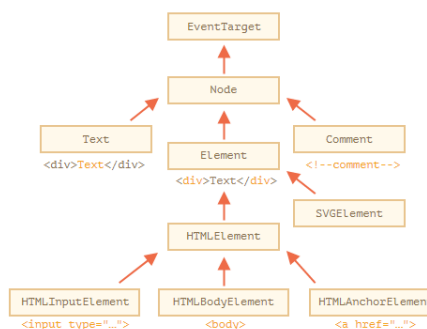 EventTarget
Node
Text
Element
Comment
<div>Text</div>
<div>Text</div>
<!--comment-->
SVGElement
HTMLElement
HTMLInputElement
HTMLBodyElement
HTMLAnchorElement
<input type="…">
<body>
<a href="…">